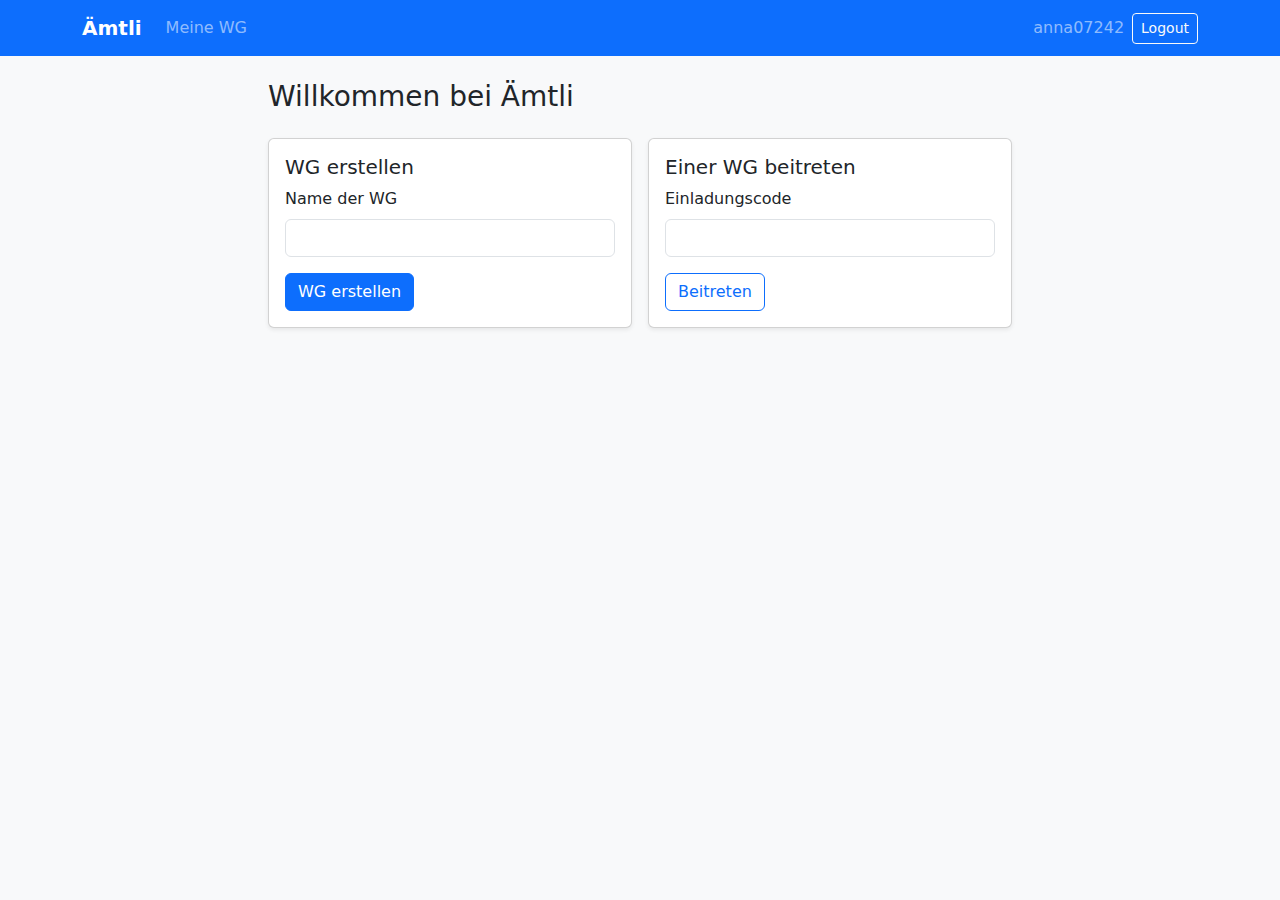 Ämtli Meine WG anna07242 Logout
Willkommen bei Ämtli
WG erstellen
Name der WG
WG erstellen
Einer WG beitreten
Einladungscode
Beitreten